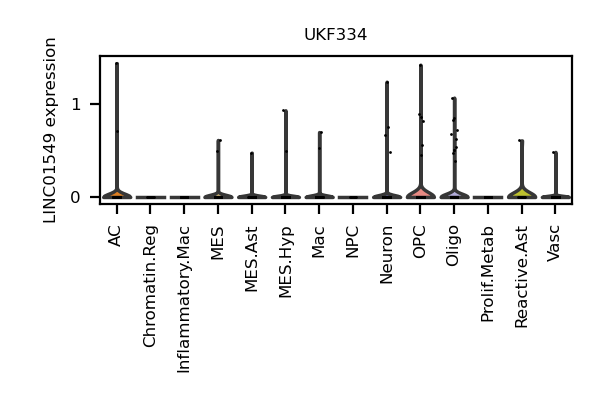 UKF334
LINC01549 expression
1
0
AC
Chromatin.Reg
Inflammatory.Mac
MES
MES.Ast
MES.Hyp
Mac
NPC
Neuron
OPC
Oligo
Prolif.Metab
Reactive.Ast
Vasc